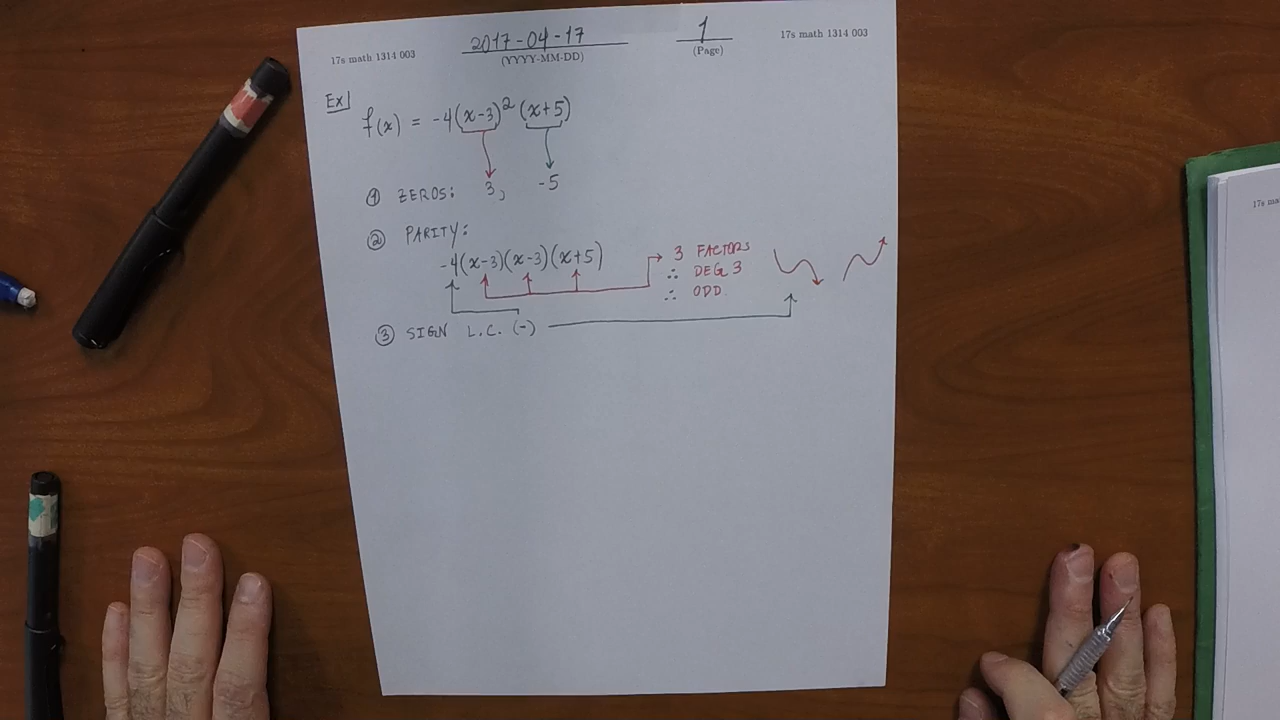 17s math 1314 003 2017-04-17 1 17s math 1314 003
(YYYY-MM-DD) (Page)
Ex
f(x) = -4(x-3)² (x+5)
① ZEROS: 3, -5
② PARITY:
-4(x-3)(x-3)(x+5)
3 FACTORS
∴ DEG 3
∴ ODD
③ SIGN L.C. (-)